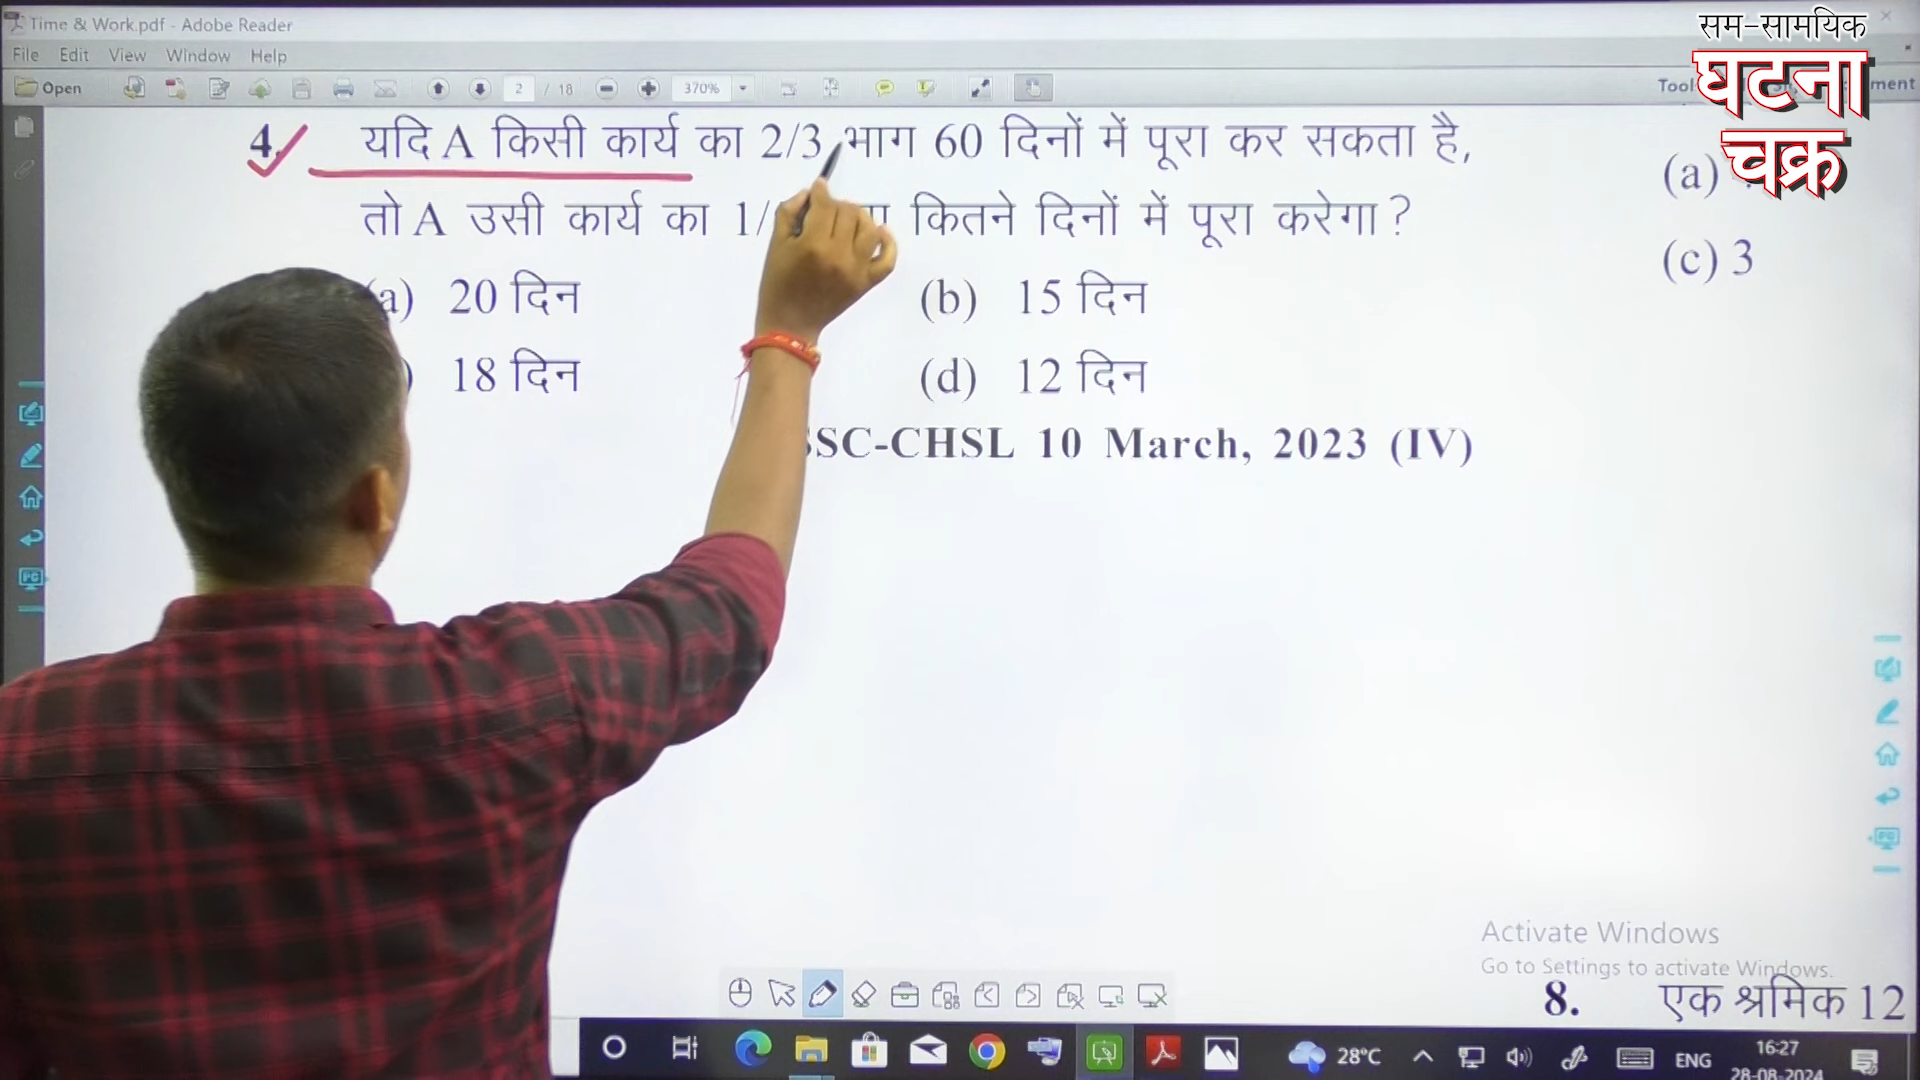 Time & Work.pdf - Adobe Reader
File Edit View Window Help
Open 2 / 18 370% Tool ment
सम-सामयिक
घटना
चक्र
4. यदि A किसी कार्य का 2/3 भाग 60 दिनों में पूरा कर सकता है,
तो A उसी कार्य का 1/ कितने दिनों में पूरा करेगा ?
(a) 20 दिन (b) 15 दिन
18 दिन (d) 12 दिन
SSC-CHSL 10 March, 2023 (IV)
(a)
(c) 3
Activate Windows
Go to Settings to activate Windows.
8. एक श्रमिक 12
28°C ENG 16:27
28-08-2024